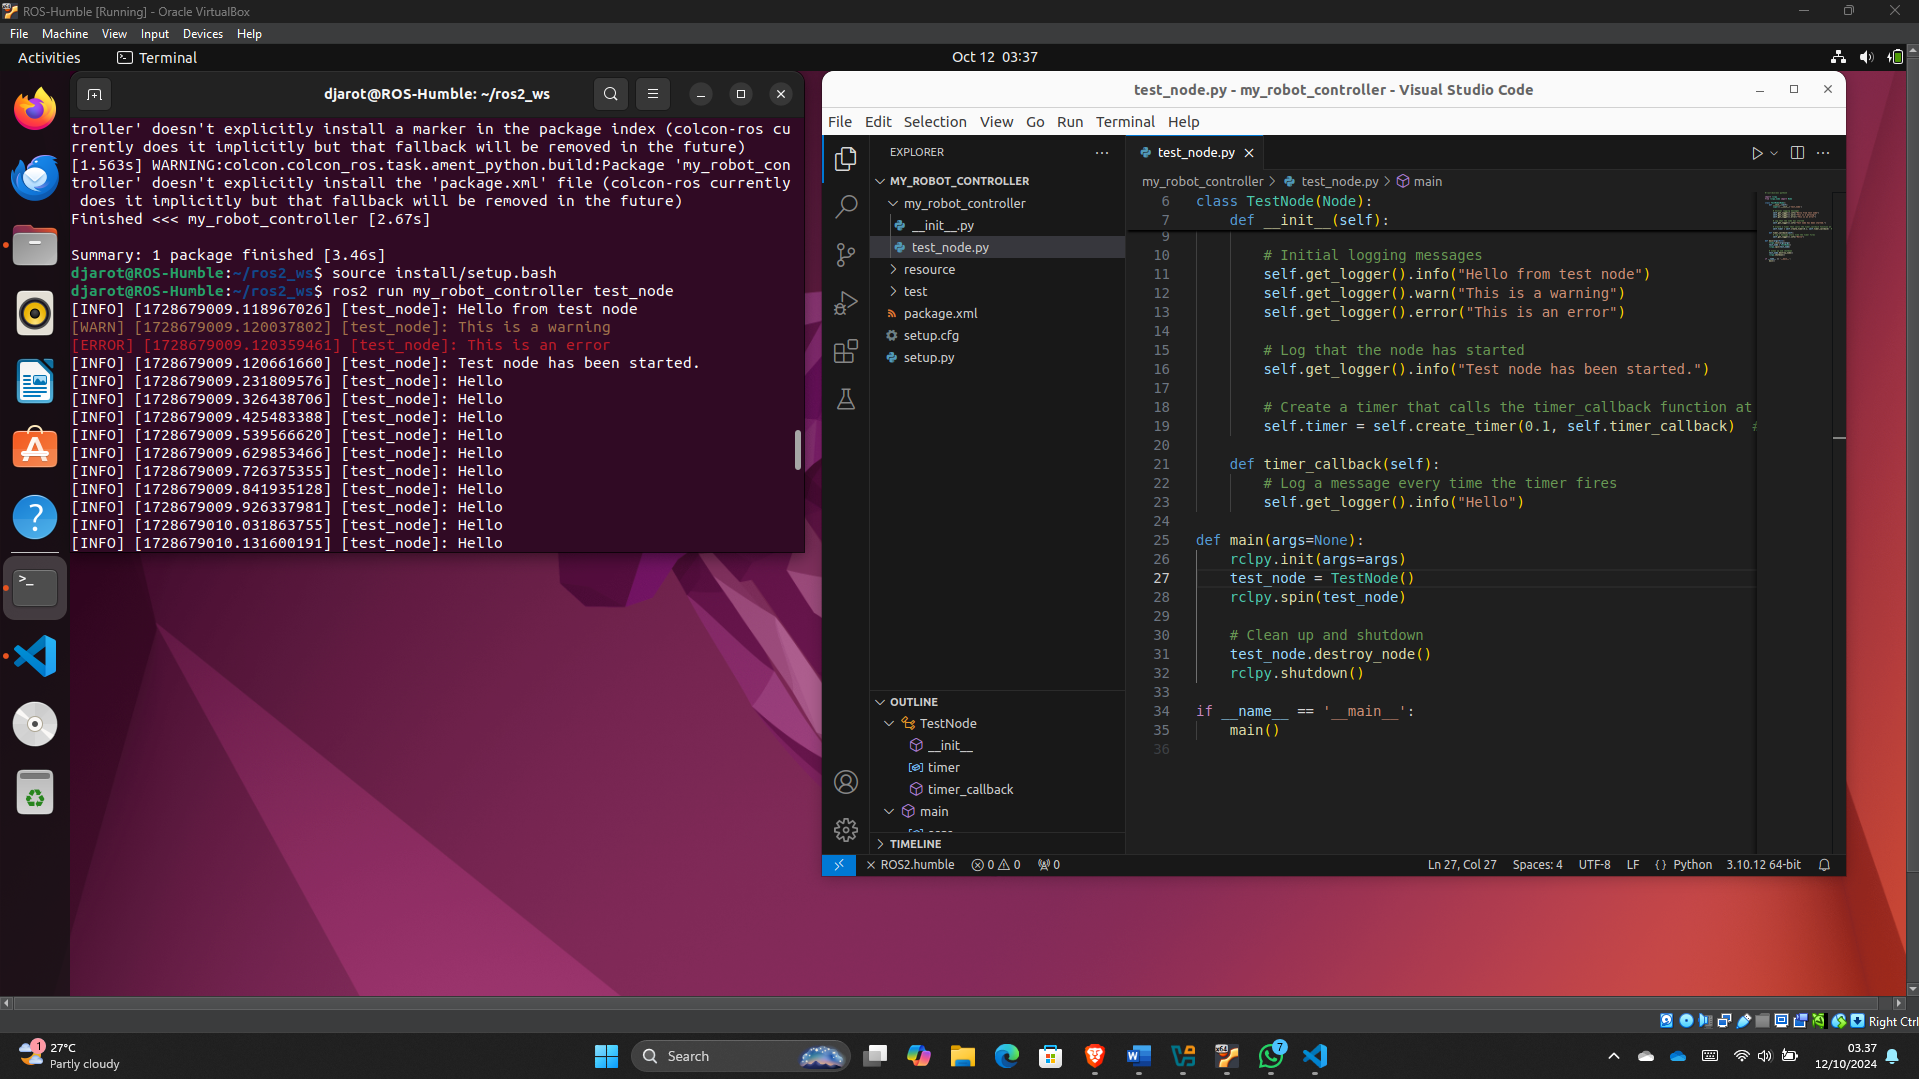 ROS-Humble [Running] - Oracle VirtualBox
File Machine View Input Devices Help
Activities Terminal Oct 12 03:37
djarot@ROS-Humble: ~/ros2_ws
troller' doesn't explicitly install a marker in the package index (colcon-ros cu
rrently does it implicitly but that fallback will be removed in the future)
[1.563s] WARNING:colcon.colcon_ros.task.ament_python.build:Package 'my_robot_con
troller' doesn't explicitly install the 'package.xml' file (colcon-ros currently
does it implicitly but that fallback will be removed in the future)
Finished <<< my_robot_controller [2.67s]
Summary: 1 package finished [3.46s]
djarot@ROS-Humble:~/ros2_ws$ source install/setup.bash
djarot@ROS-Humble:~/ros2_ws$ ros2 run my_robot_controller test_node
[INFO] [1728679009.118967026] [test_node]: Hello from test node
[WARN] [1728679009.120037802] [test_node]: This is a warning
[ERROR] [1728679009.120359461] [test_node]: This is an error
[INFO] [1728679009.120661660] [test_node]: Test node has been started.
[INFO] [1728679009.231809576] [test_node]: Hello
[INFO] [1728679009.326438706] [test_node]: Hello
[INFO] [1728679009.425483388] [test_node]: Hello
[INFO] [1728679009.539566620] [test_node]: Hello
[INFO] [1728679009.629853466] [test_node]: Hello
[INFO] [1728679009.726375355] [test_node]: Hello
[INFO] [1728679009.841935128] [test_node]: Hello
[INFO] [1728679009.926337981] [test_node]: Hello
[INFO] [1728679010.031863755] [test_node]: Hello
[INFO] [1728679010.131600191] [test_node]: Hello
test_node.py - my_robot_controller - Visual Studio Code
File Edit Selection View Go Run Terminal Help
EXPLORER
MY_ROBOT_CONTROLLER
my_robot_controller
__init__.py
test_node.py
resource
test
package.xml
setup.cfg
setup.py
OUTLINE
TestNode
__init__
timer
timer_callback
main
TIMELINE
test_node.py
my_robot_controller > test_node.py > main
6 class TestNode(Node):
7 def __init__(self):
9
10 # Initial logging messages
11 self.get_logger().info("Hello from test node")
12 self.get_logger().warn("This is a warning")
13 self.get_logger().error("This is an error")
14
15 # Log that the node has started
16 self.get_logger().info("Test node has been started.")
17
18 # Create a timer that calls the timer_callback function at
19 self.timer = self.create_timer(0.1, self.timer_callback) #
20
21 def timer_callback(self):
22 # Log a message every time the timer fires
23 self.get_logger().info("Hello")
24
25 def main(args=None):
26 rclpy.init(args=args)
27 test_node = TestNode()
28 rclpy.spin(test_node)
29
30 # Clean up and shutdown
31 test_node.destroy_node()
32 rclpy.shutdown()
33
34 if __name__ == '__main__':
35 main()
36
ROS2.humble 0 0 0 Ln 27, Col 27 Spaces: 4 UTF-8 LF {} Python 3.10.12 64-bit
Right Ctrl
1
27°C
Partly cloudy
Search
7
03.37
12/10/2024